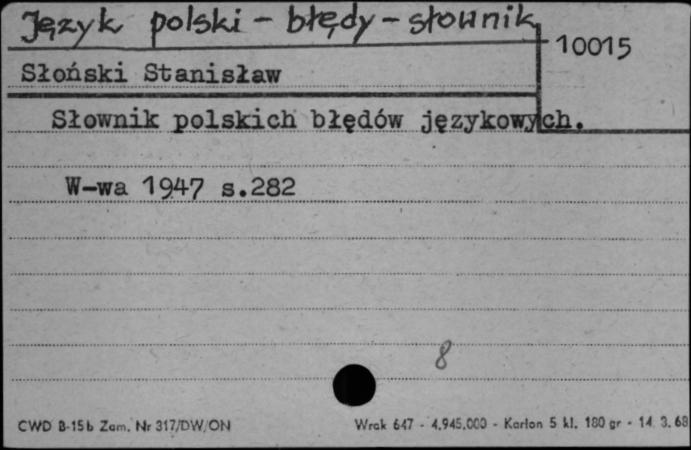 Język polski - błędy - słownik
10015
Słoński Stanisław
Słownik polskich błędów językowych.
W-wa 1947 s.282
8
CWD B-15b Zam. Nr 317/DW/ON Wrak 647 - 4.945.000 - Karton 5 kl. 180 gr - 14. 3. 68